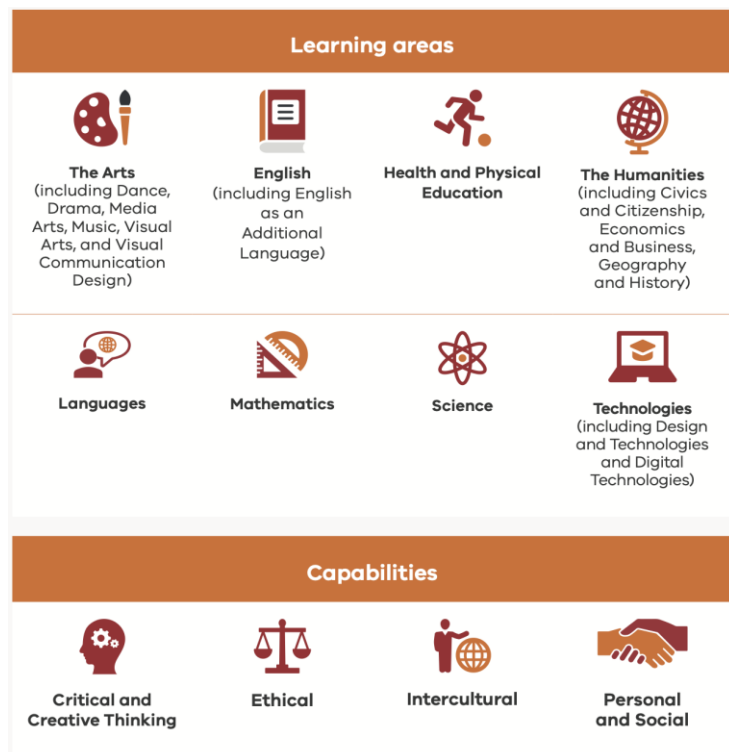 Learning areas
The Arts
(including Dance,
Drama, Media
Arts, Music, Visual
Arts, and Visual
Communication
Design)
English
(including English
as an
Additional
Language)
Health and Physical
Education
The Humanities
(including Civics
and Citizenship,
Economics
and Business,
Geography
and History)
Languages
Mathematics
Science
Technologies
(including Design
and Technologies
and Digital
Technologies)
Capabilities
Critical and
Creative Thinking
Ethical
Intercultural
Personal
and Social